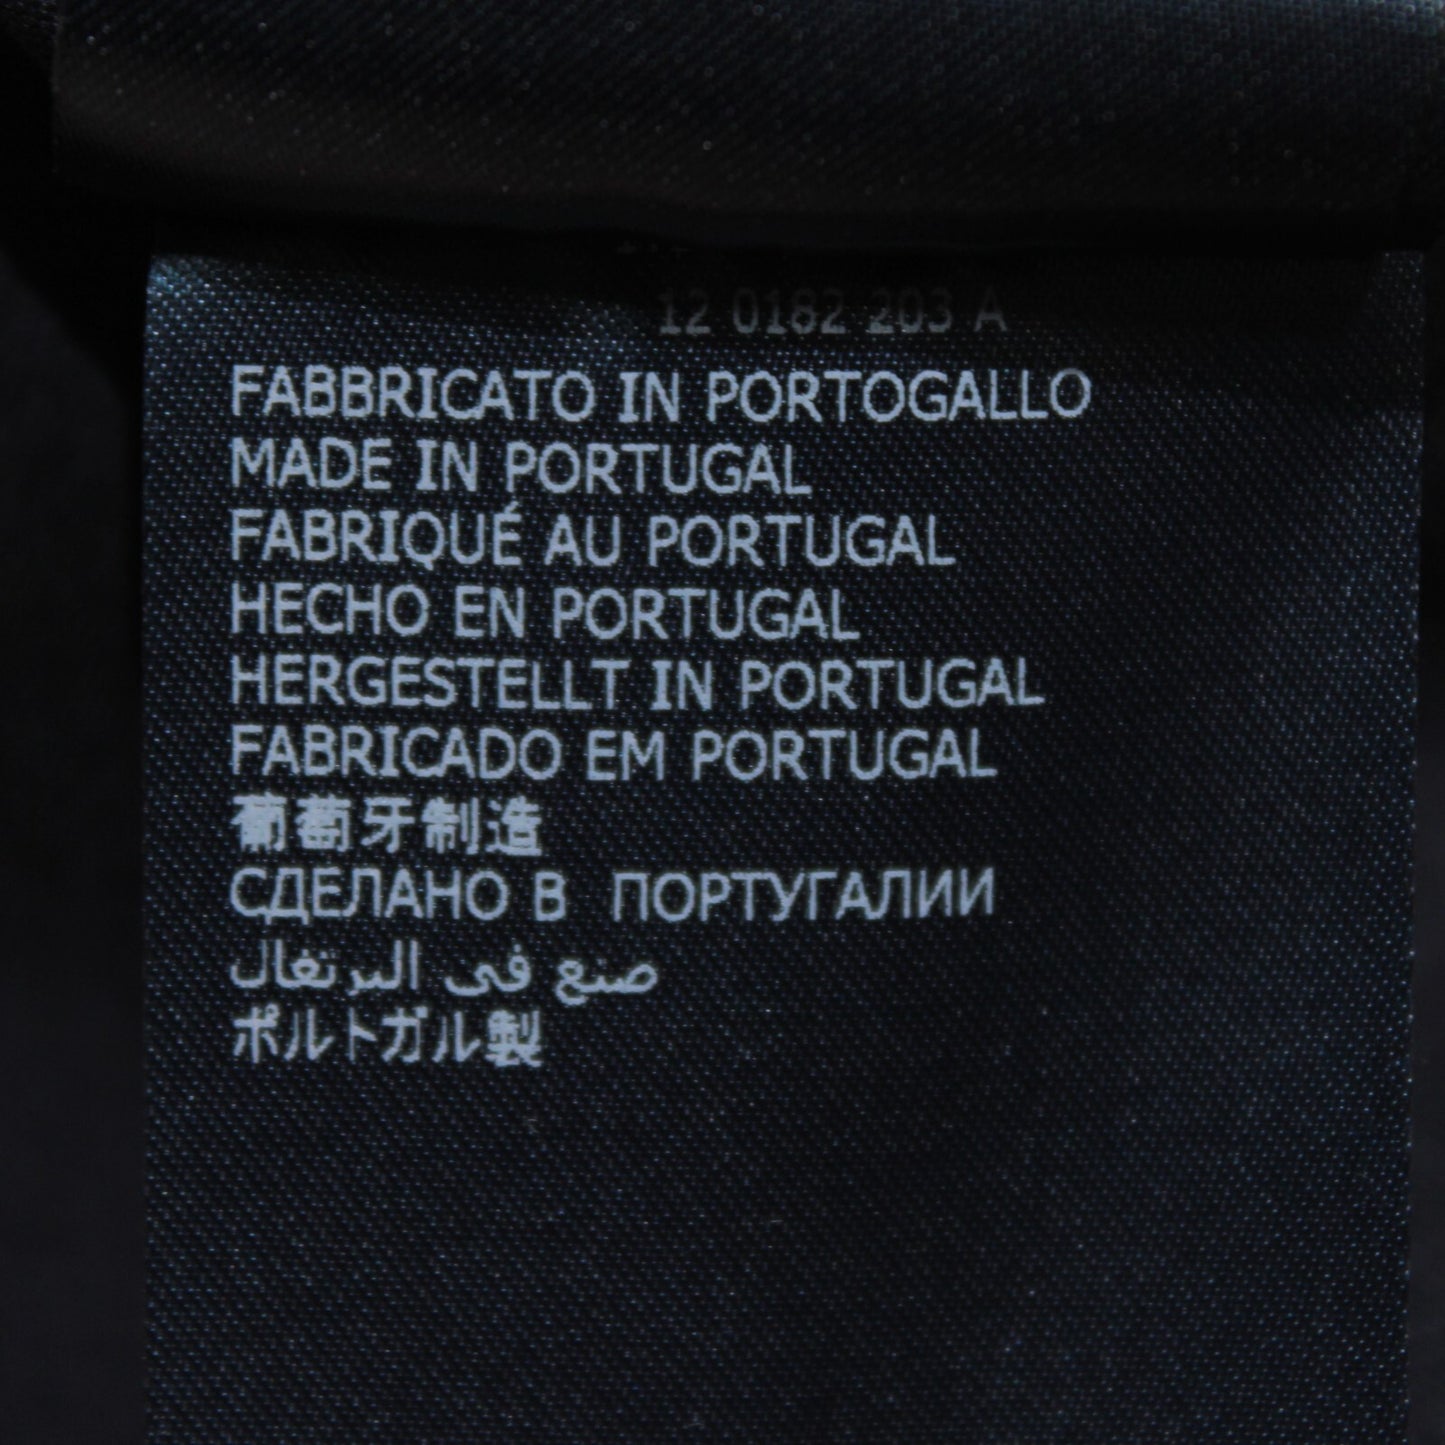 12 0182 203 A
FABBRICATO IN PORTOGALLO
MADE IN PORTUGAL
FABRIQUÉ AU PORTUGAL
HECHO EN PORTUGAL
HERGESTELLT IN PORTUGAL
FABRICADO EM PORTUGAL
葡萄牙制造
СДЕЛАНО В ПОРТУГАЛИИ
صنع فى البرتغال
ポルトガル製